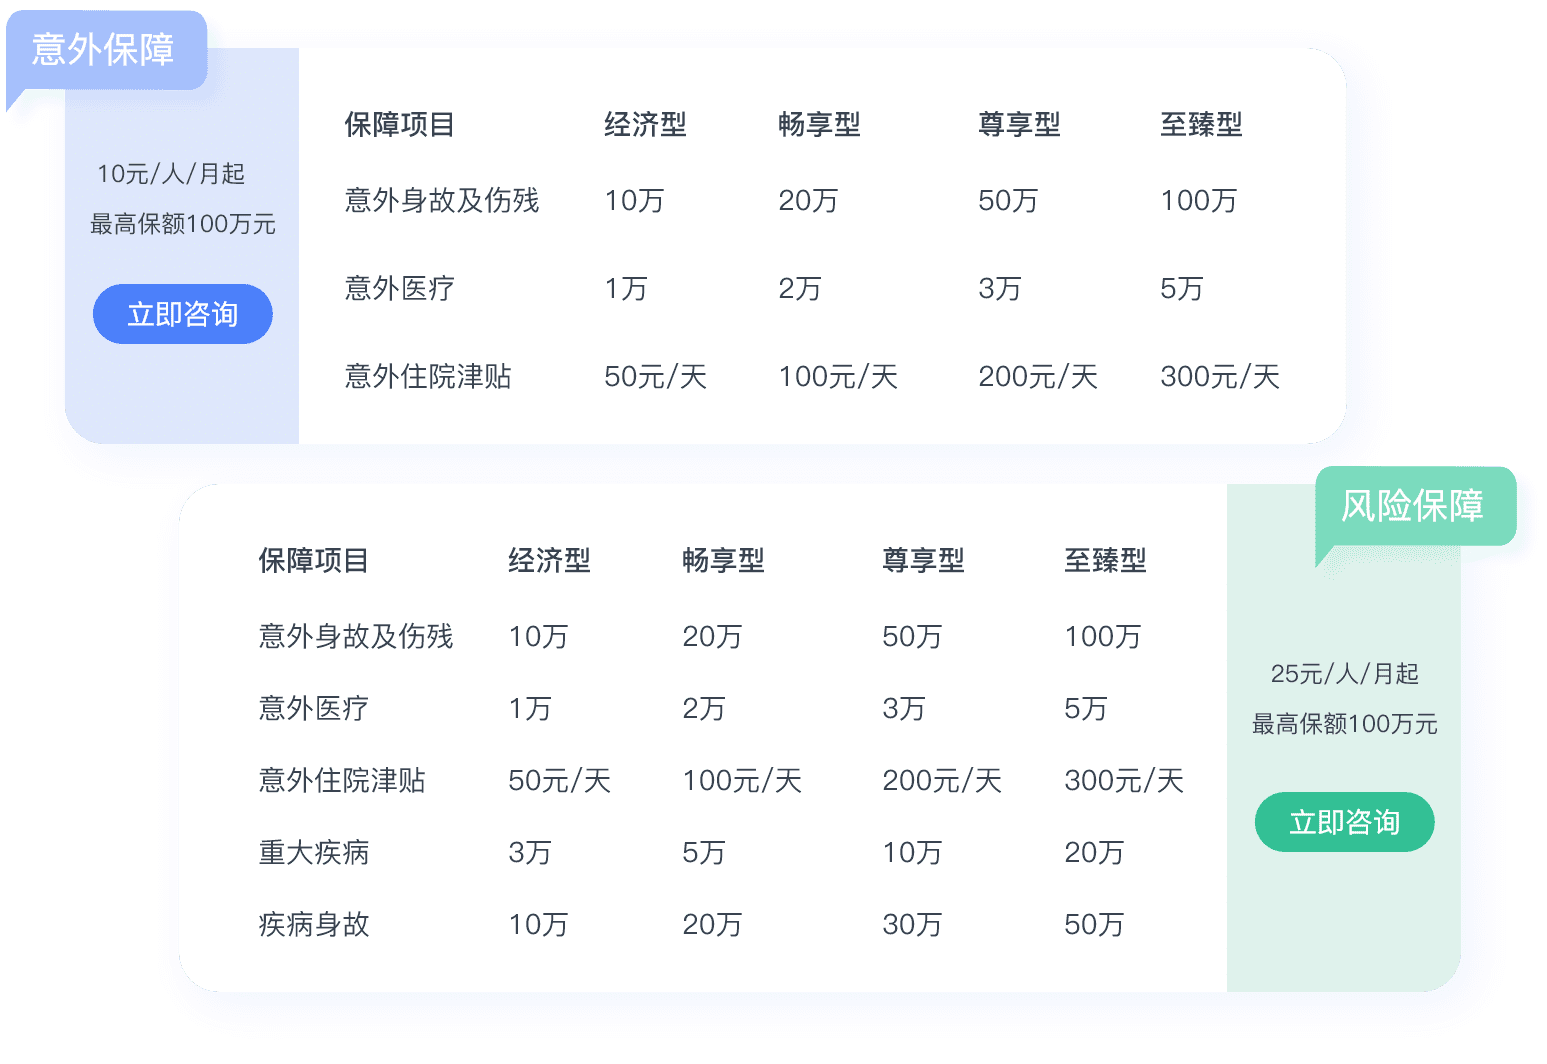 意外保障
10元/人/月起
最高保额100万元
立即咨询
保障项目 经济型 畅享型 尊享型 至臻型
意外身故及伤残 10万 20万 50万 100万
意外医疗 1万 2万 3万 5万
意外住院津贴 50元/天 100元/天 200元/天 300元/天
风险保障
保障项目 经济型 畅享型 尊享型 至臻型
意外身故及伤残 10万 20万 50万 100万
意外医疗 1万 2万 3万 5万
意外住院津贴 50元/天 100元/天 200元/天 300元/天
重大疾病 3万 5万 10万 20万
疾病身故 10万 20万 30万 50万
25元/人/月起
最高保额100万元
立即咨询